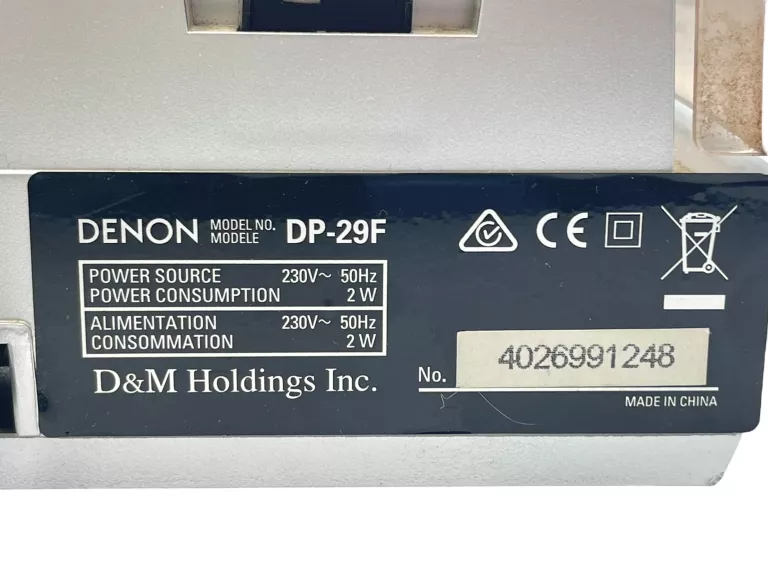 DENON MODEL NO. MODELE DP-29F
CE
POWER SOURCE 230V~ 50Hz
POWER CONSUMPTION 2 W
ALIMENTATION 230V~ 50Hz
CONSOMMATION 2 W
D&M Holdings Inc.
No. 4026991248
MADE IN CHINA